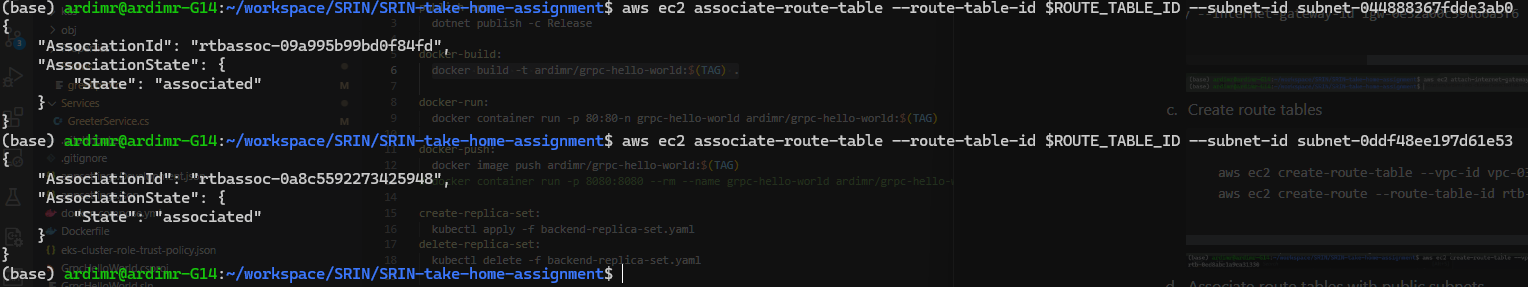 (base) ardimr@ardimr-G14:~/workspace/SRIN/SRIN-take-home-assignment$ aws ec2 associate-route-table --route-table-id $ROUTE_TABLE_ID --subnet-id subnet-044888367fdde3ab0
{
    "AssociationId": "rtbassoc-09a995b99bd0f84fd",
    "AssociationState": {
        "State": "associated"
    }
}
(base) ardimr@ardimr-G14:~/workspace/SRIN/SRIN-take-home-assignment$ aws ec2 associate-route-table --route-table-id $ROUTE_TABLE_ID --subnet-id subnet-0ddf48ee197d61e53
{
    "AssociationId": "rtbassoc-0a8c5592273425948",
    "AssociationState": {
        "State": "associated"
    }
}
(base) ardimr@ardimr-G14:~/workspace/SRIN/SRIN-take-home-assignment$
obj
Services
GreeterService.cs
.gitignore
Dockerfile
eks-cluster-role-trust-policy.json
dotnet publish -c Release
docker-build:
6 docker build -t ardimr/grpc-hello-world:$(TAG) .
8 docker-run:
9 docker container run -p 80:80-n grpc-hello-world ardimr/grpc-hello-world:$(TAG)
docker-push:
12 docker image push ardimr/grpc-hello-world:$(TAG)
docker container run -p 8080:8080 --rm --name grpc-hello-world ardimr/grpc-hello-w
14
15 create-replica-set:
16 kubectl apply -f backend-replica-set.yaml
17 delete-replica-set:
18 kubectl delete -f backend-replica-set.yaml
c. Create route tables
aws ec2 create-route-table --vpc-id vpc-03
aws ec2 create-route --route-table-id rtb-
d. Associate route tables with public subnets